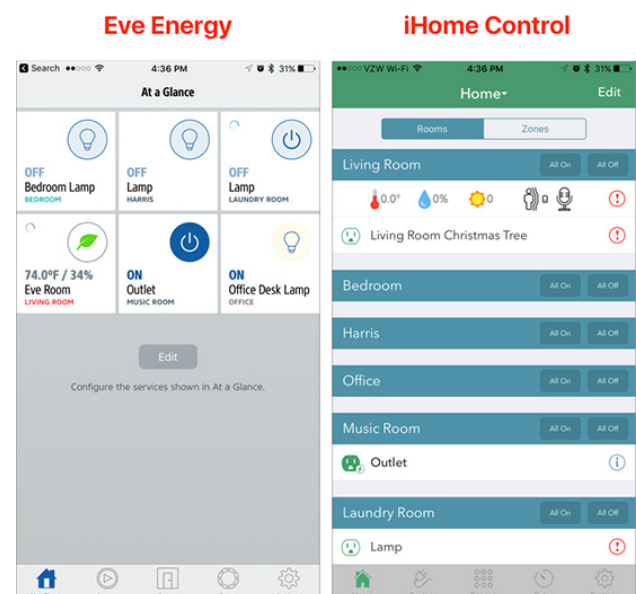 Eve Energy
iHome Control
Search 4:36 PM 31%
At a Glance
OFF
Bedroom Lamp
BEDROOM
OFF
Lamp
HARRIS
OFF
Lamp
LAUNDRY ROOM
74.0°F / 34%
Eve Room
LIVING ROOM
ON
Outlet
MUSIC ROOM
ON
Office Desk Lamp
OFFICE
Edit
Configure the services shown in At a Glance.
VZW Wi-Fi 4:36 PM 31%
Home Edit
Rooms Zones
Living Room All On All Off
0.0° 0% 0 0
Living Room Christmas Tree
Bedroom All On All Off
Harris All On All Off
Office All On All Off
Music Room All On All Off
Outlet
Laundry Room All On All Off
Lamp